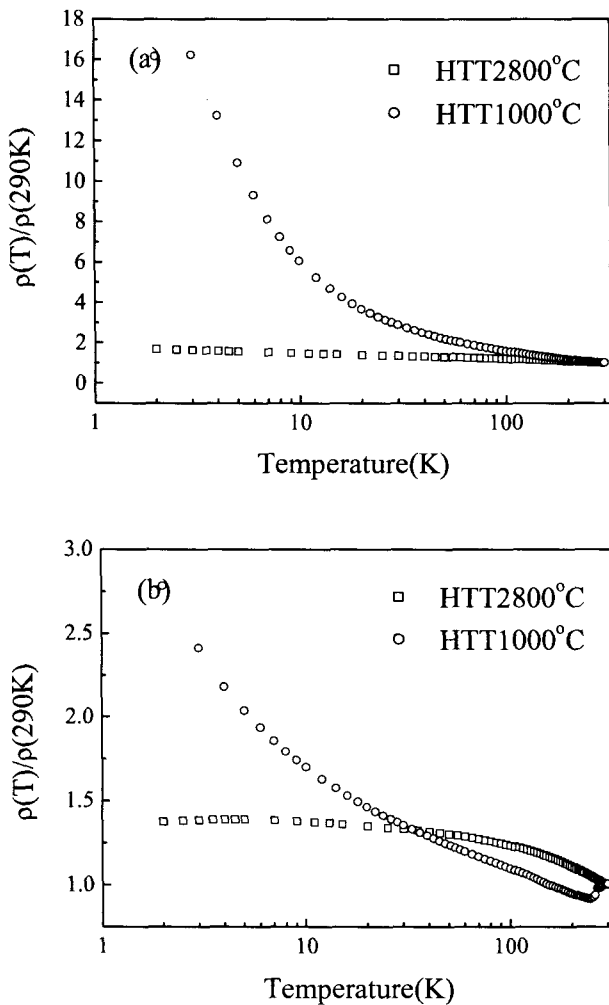 18
16
14
12
10
8
6
4
2
0
ρ(T)/ρ(290K)
(a)
HTT2800°C
HTT1000°C
1
10
100
Temperature(K)
3.0
2.5
2.0
1.5
1.0
ρ(T)/ρ(290K)
(b)
HTT2800°C
HTT1000°C
1
10
100
Temperature(K)